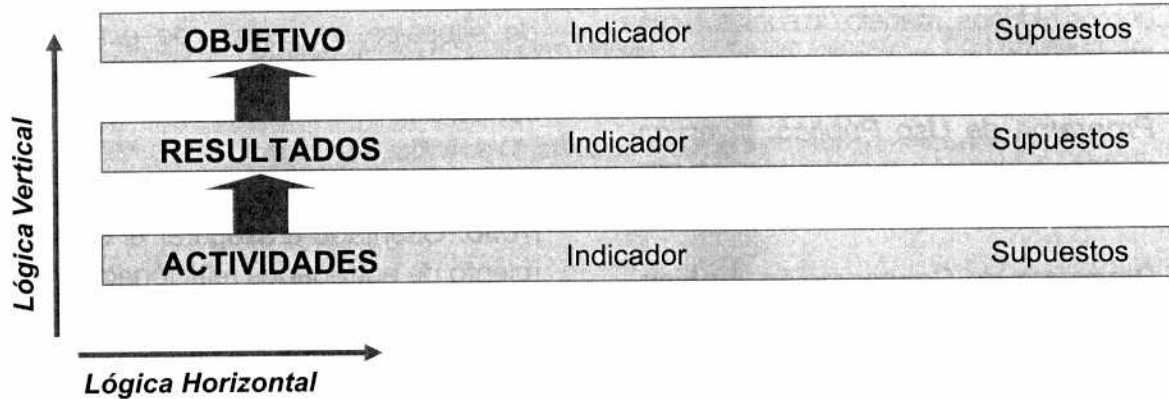 OBJETIVO Indicador Supuestos
RESULTADOS Indicador Supuestos
ACTIVIDADES Indicador Supuestos
Lógica Vertical
Lógica Horizontal